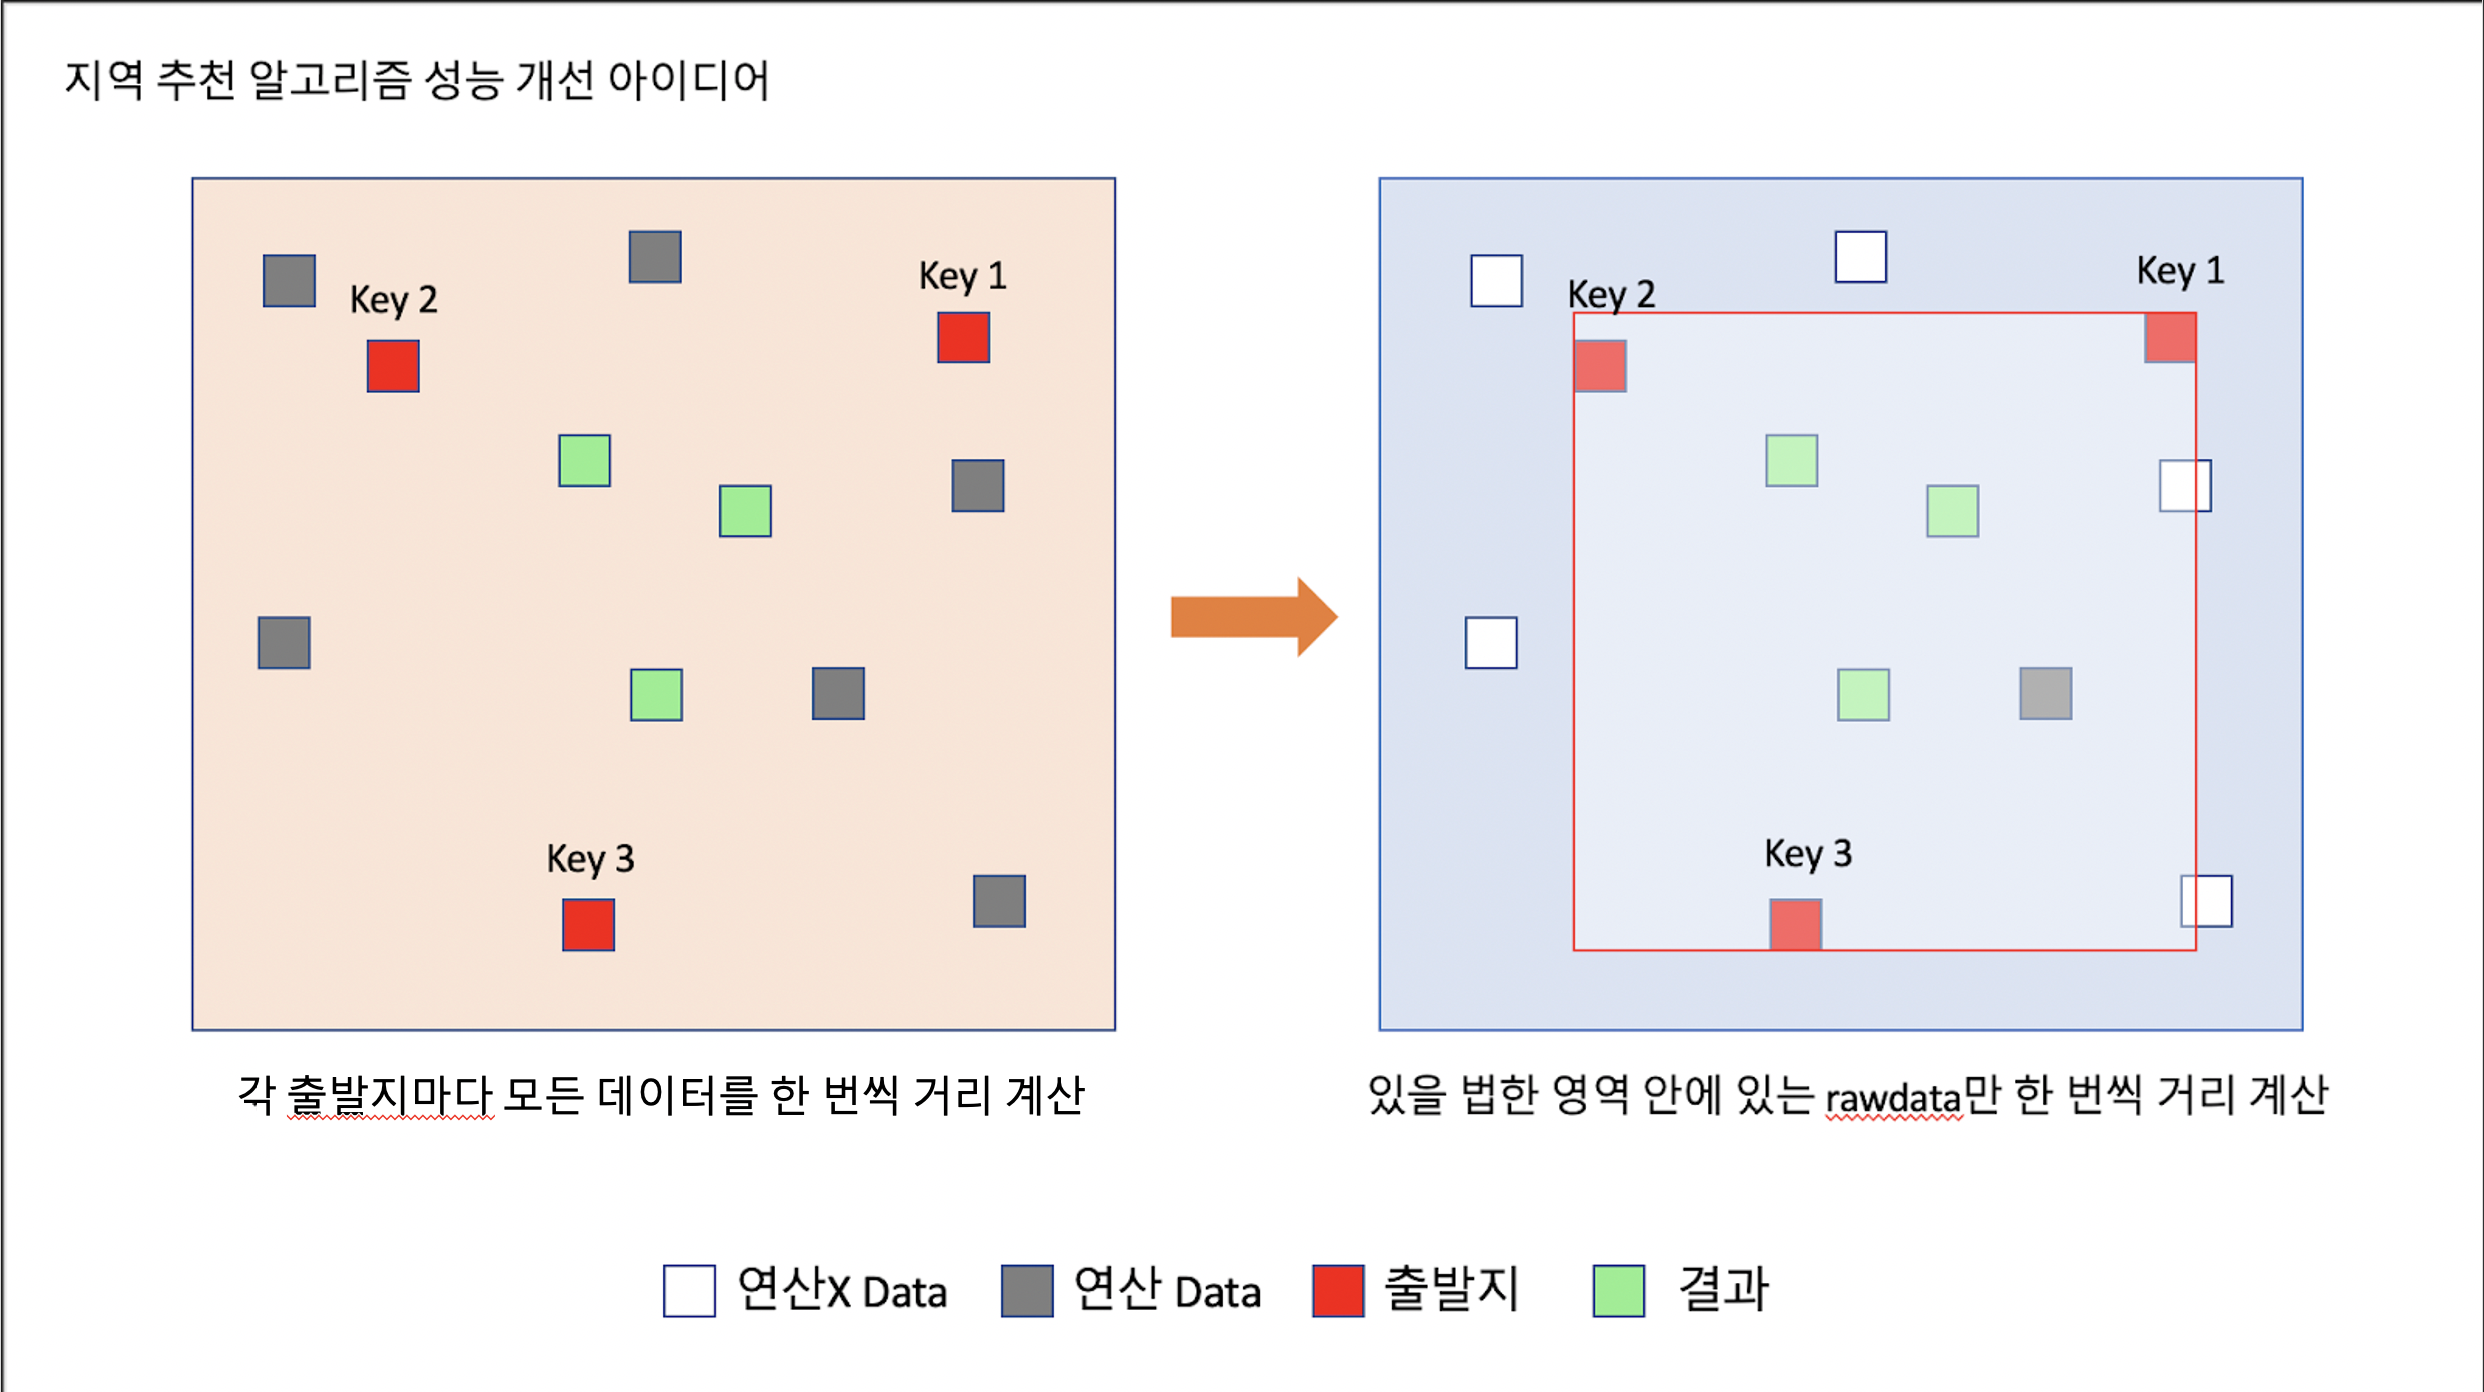 지역 추천 알고리즘 성능 개선 아이디어
Key 2
Key 1
Key 3
각 출발지마다 모든 데이터를 한 번씩 거리 계산
Key 2
Key 1
Key 3
있을 법한 영역 안에 있는 rawdata만 한 번씩 거리 계산
연산X Data
연산 Data
출발지
결과